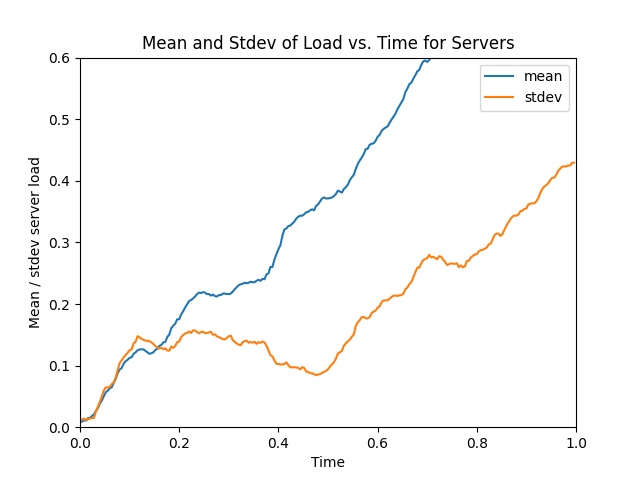 Mean and Stdev of Load vs. Time for Servers
mean
stdev
Mean / stdev server load
0.6
0.5
0.4
0.3
0.2
0.1
0.0
0.0 0.2 0.4 0.6 0.8 1.0
Time